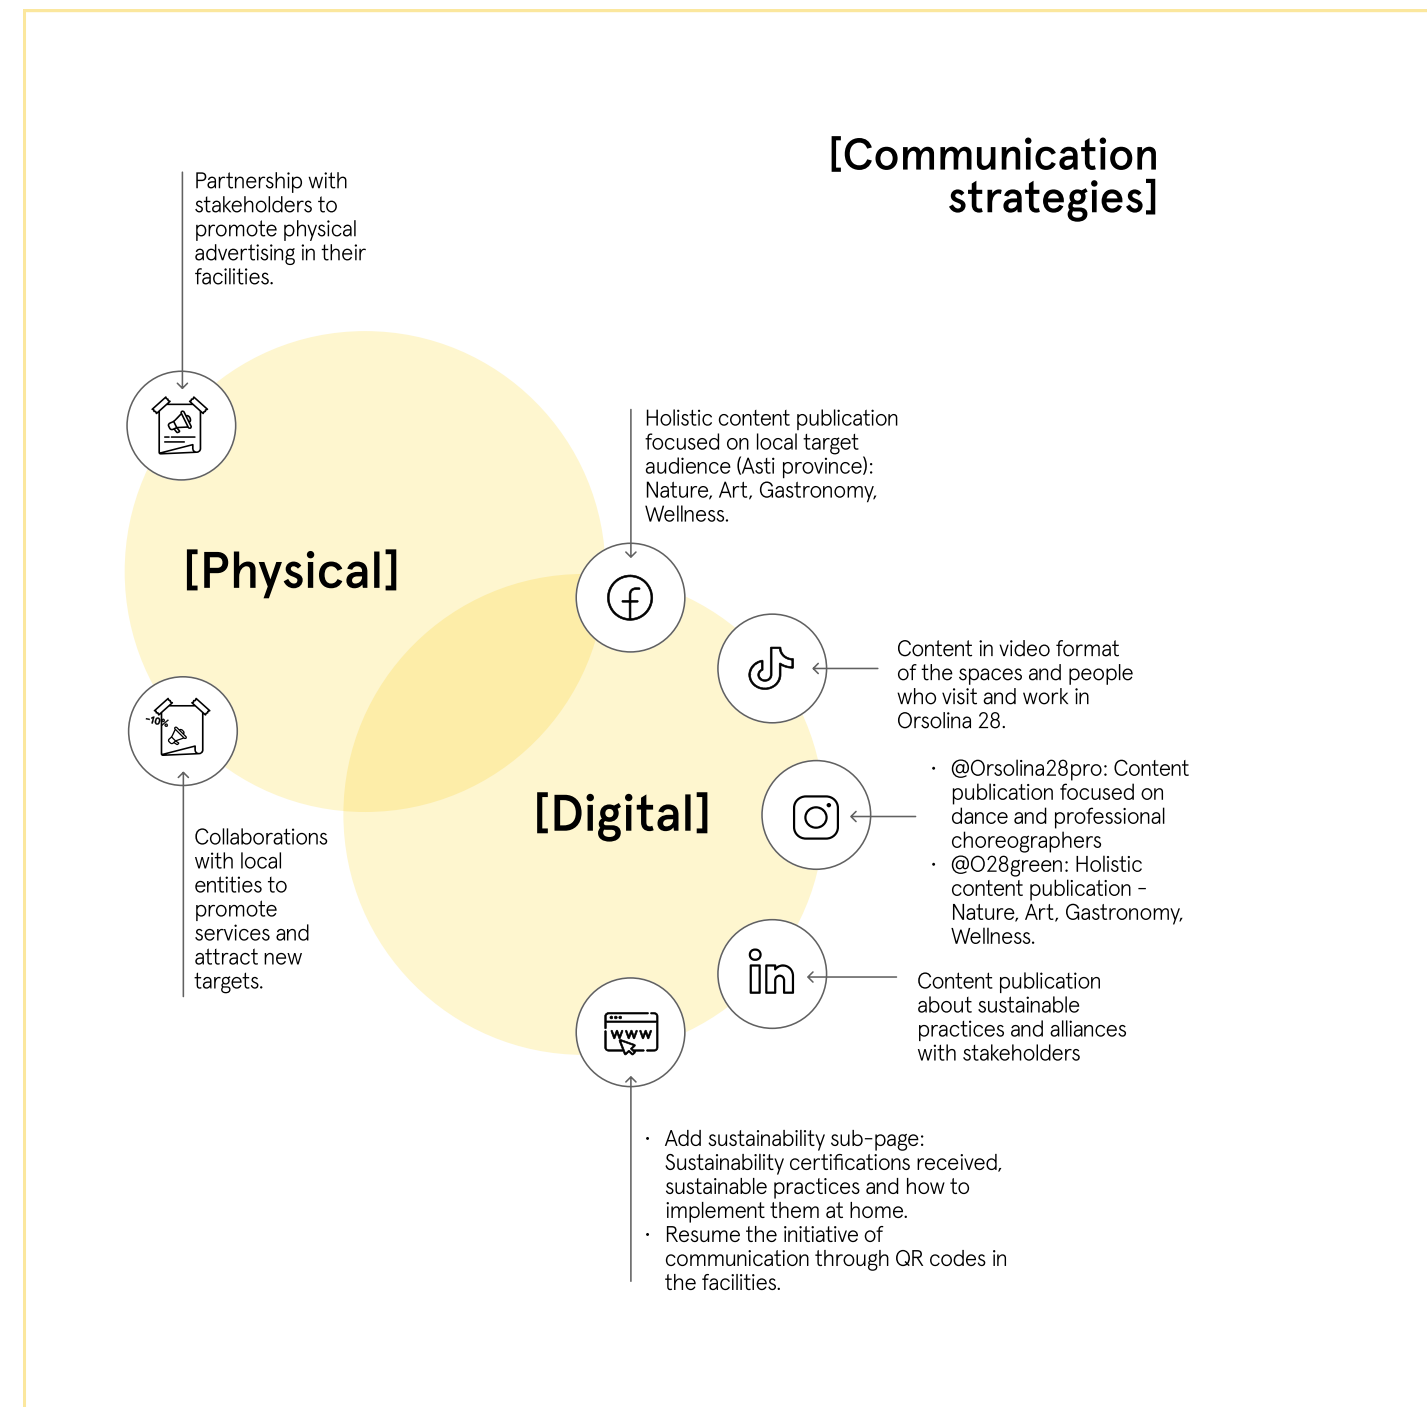 [Communication
strategies]
Partnership with
stakeholders to
promote physical
advertising in their
facilities.
Holistic content publication
focused on local target
audience (Asti province):
Nature, Art, Gastronomy,
Wellness.
[Physical]
Content in video format
of the spaces and people
who visit and work in
Orsolina 28.
-10%
· @Orsolina28pro: Content
publication focused on
dance and professional
choreographers
· @O28green: Holistic
content publication -
Nature, Art, Gastronomy,
Wellness.
[Digital]
Collaborations
with local
entities to
promote
services and
attract new
targets.
in
Content publication
about sustainable
practices and alliances
with stakeholders
www
· Add sustainability sub-page:
Sustainability certifications received,
sustainable practices and how to
implement them at home.
· Resume the initiative of
communication through QR codes in
the facilities.